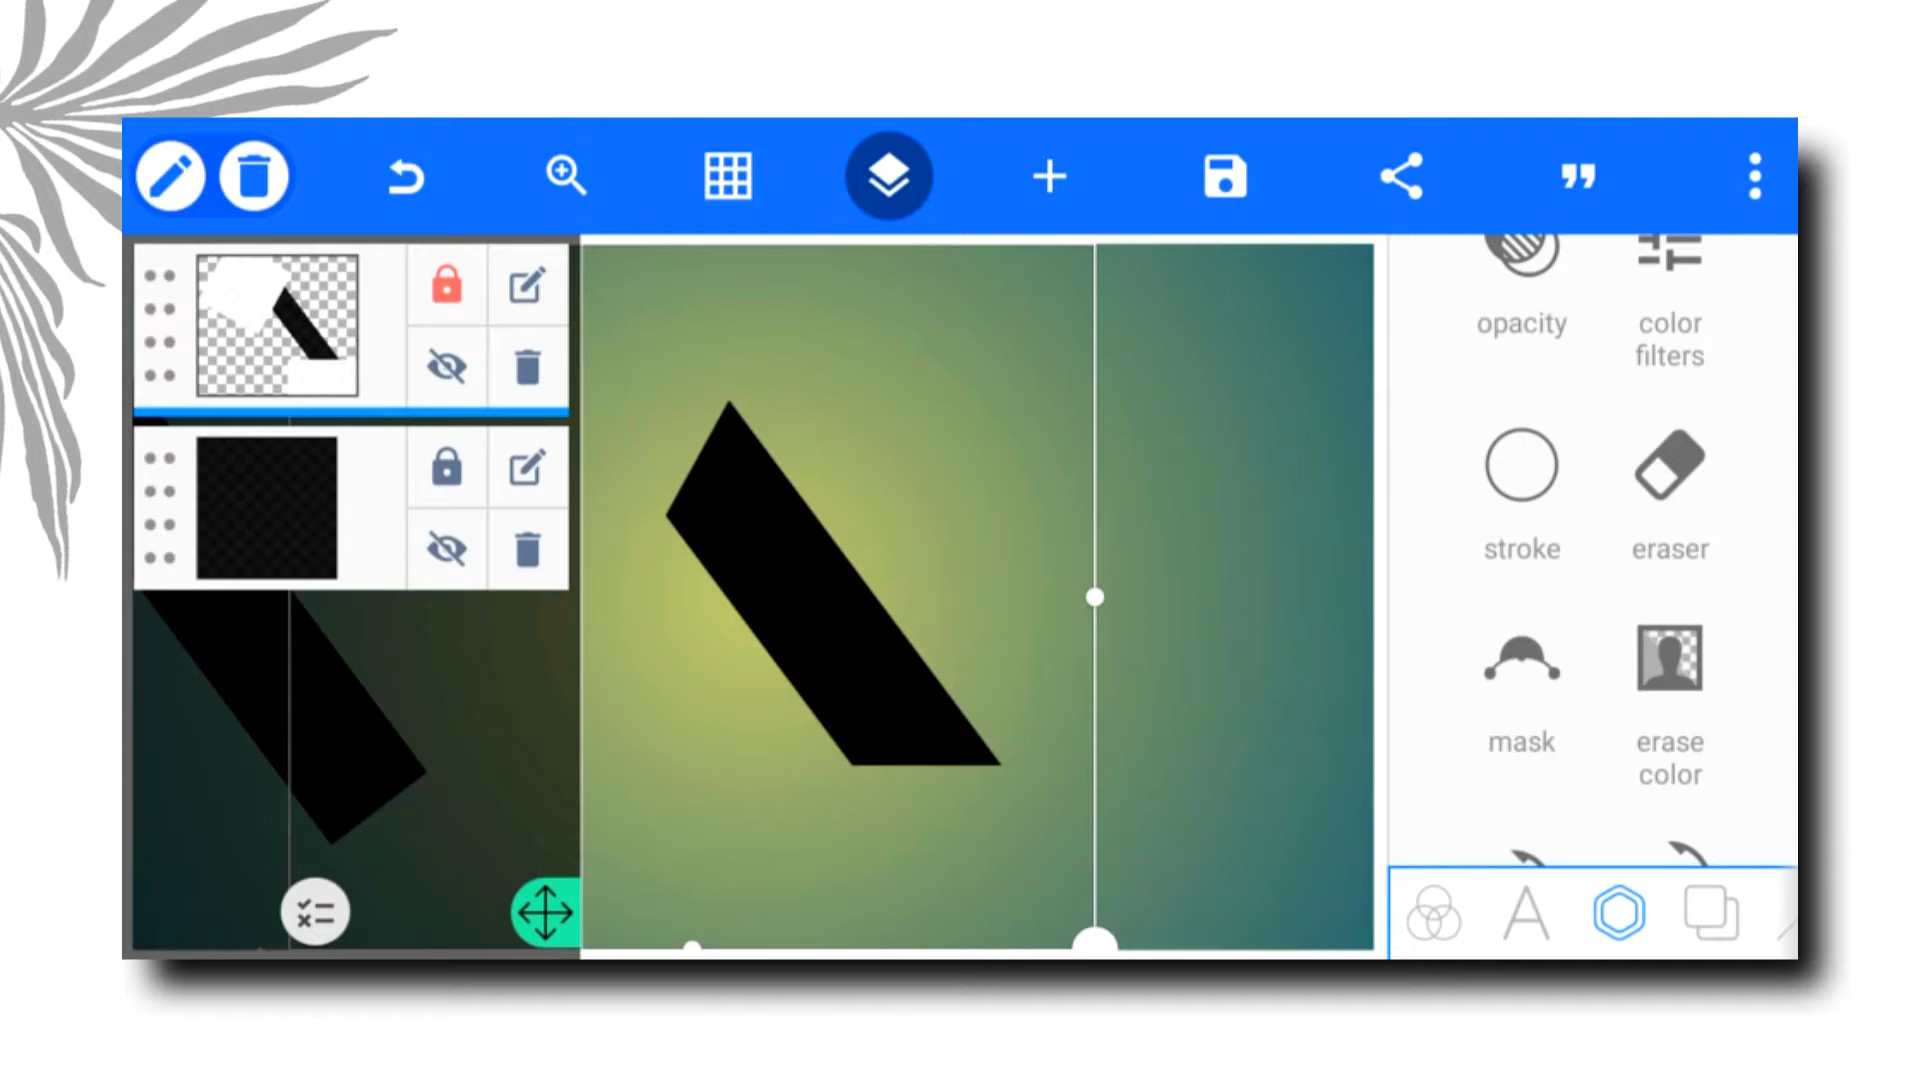 opacity
color
filters
stroke
eraser
mask
erase
color